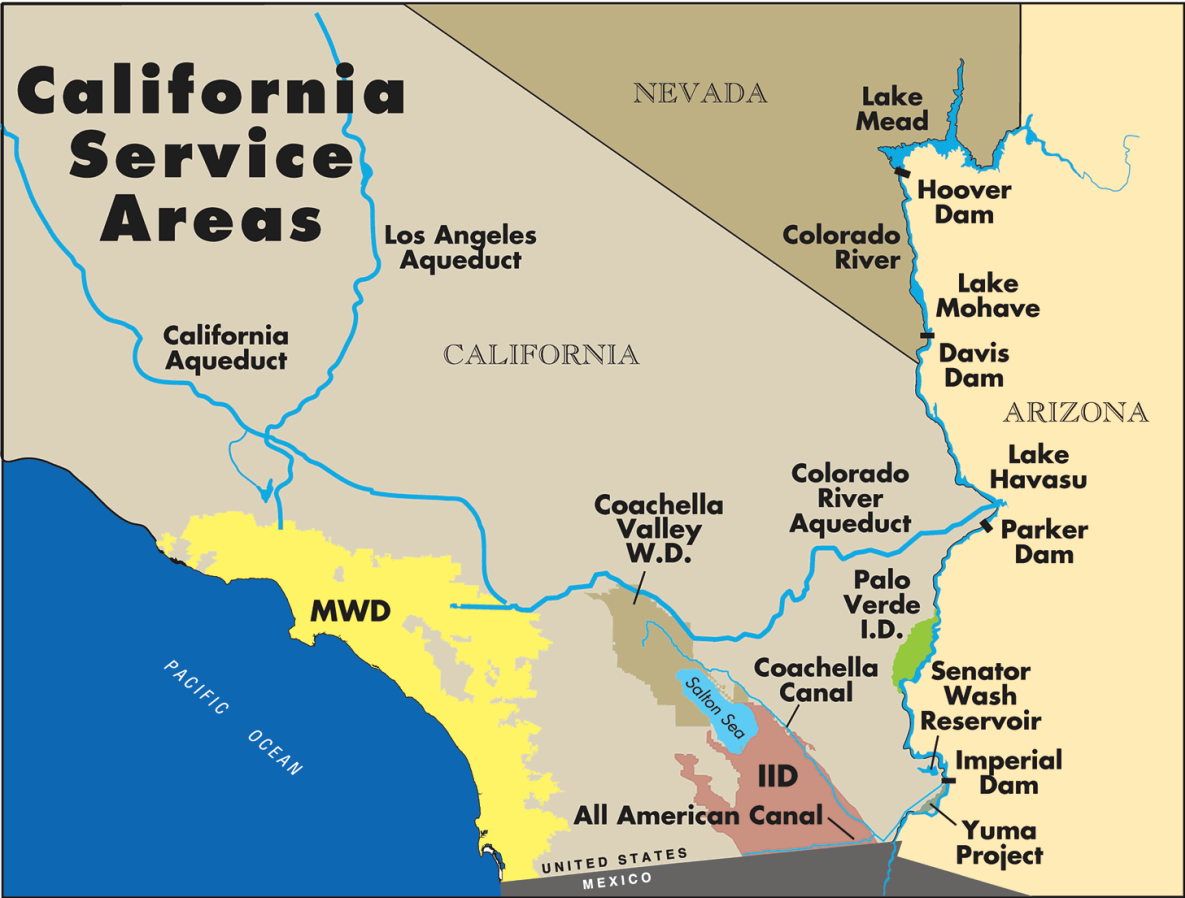 California
Service
Areas
NEVADA
Lake
Mead
Hoover
Dam
Colorado
River
Los Angeles
Aqueduct
Lake
Mohave
California
Aqueduct
CALIFORNIA
Davis
Dam
ARIZONA
Lake
Havasu
Colorado
River
Aqueduct
Coachella
Valley
W.D.
Parker
Dam
Palo
Verde
I.D.
MWD
Coachella
Canal
Senator
Wash
Reservoir
PACIFIC OCEAN
Salton Sea
IID
Imperial
Dam
All American Canal
Yuma
Project
UNITED STATES
MEXICO